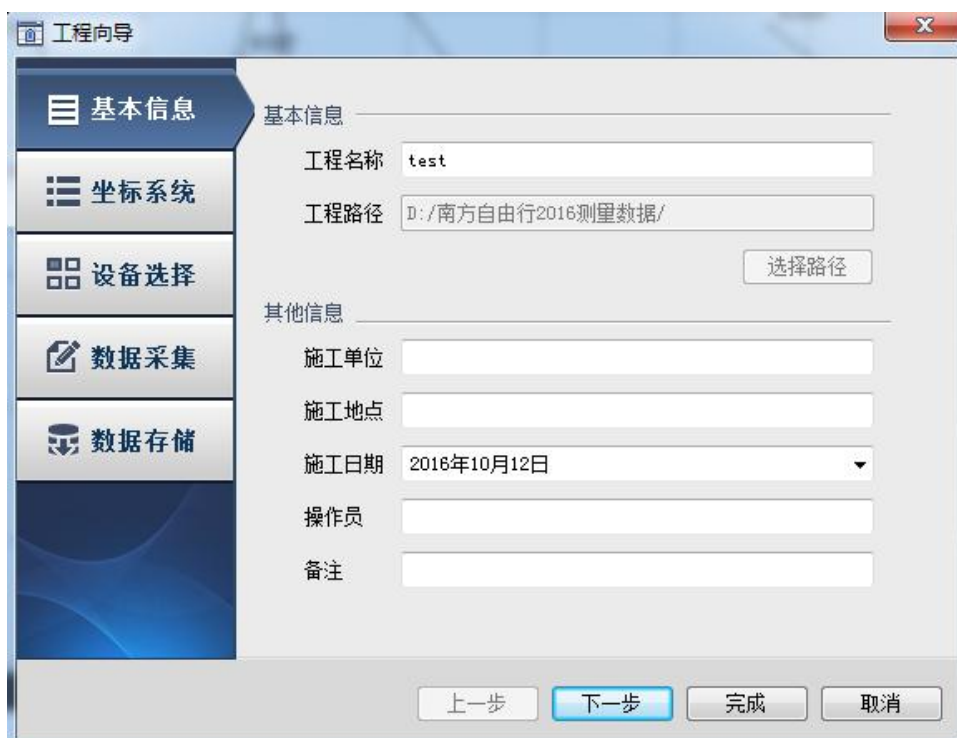 工程向导
基本信息
坐标系统
设备选择
数据采集
数据存储
基本信息
工程名称 test
工程路径 D:/南方自由行2016测量数据/
选择路径
其他信息
施工单位
施工地点
施工日期 2016年10月12日
操作员
备注
上一步 下一步 完成 取消